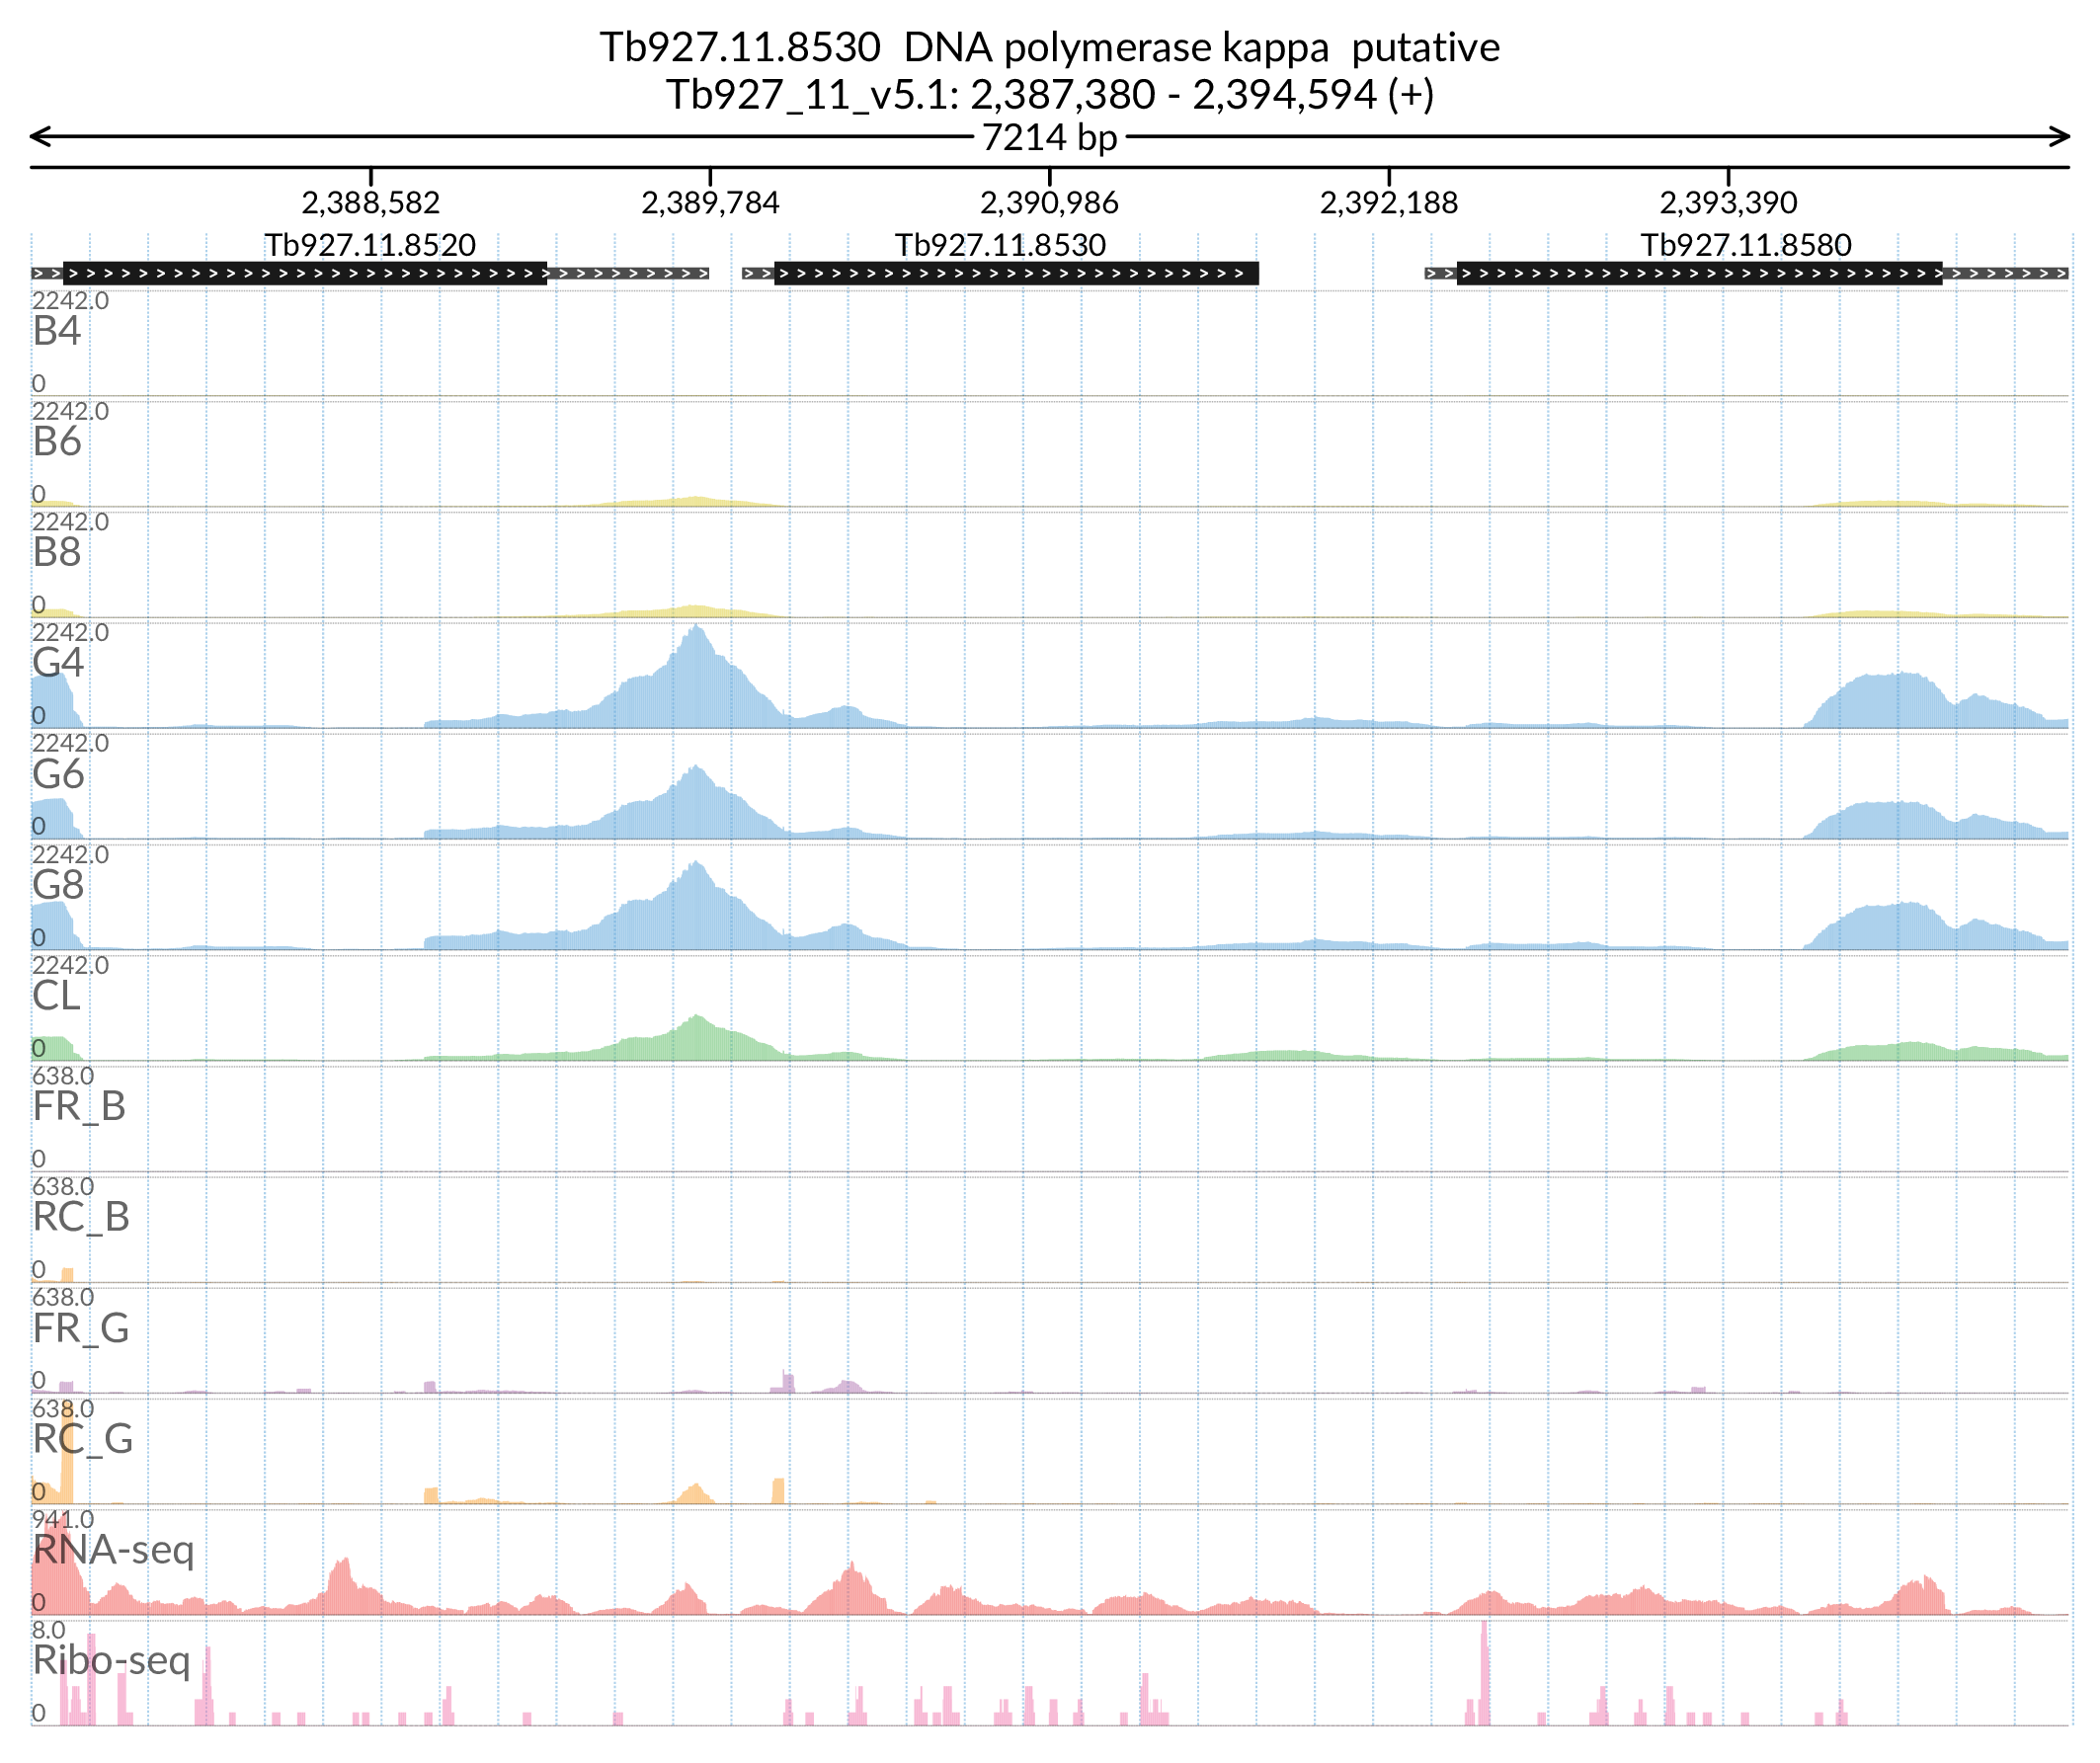 Tb927.11.8530 DNA polymerase kappa putative
Tb927_11_v5.1: 2,387,380 - 2,394,594 (+)
7214 bp
2,388,582 2,389,784 2,390,986 2,392,188 2,393,390
Tb927.11.8520 Tb927.11.8530 Tb927.11.8580
2242.0
B4
0
2242.0
B6
0
2242.0
B8
0
2242.0
G4
0
2242.0
G6
0
2242.0
G8
0
2242.0
CL
0
638.0
FR_B
0
638.0
RC_B
0
638.0
FR_G
0
638.0
RC_G
0
941.0
RNA-seq
0
8.0
Ribo-seq
0